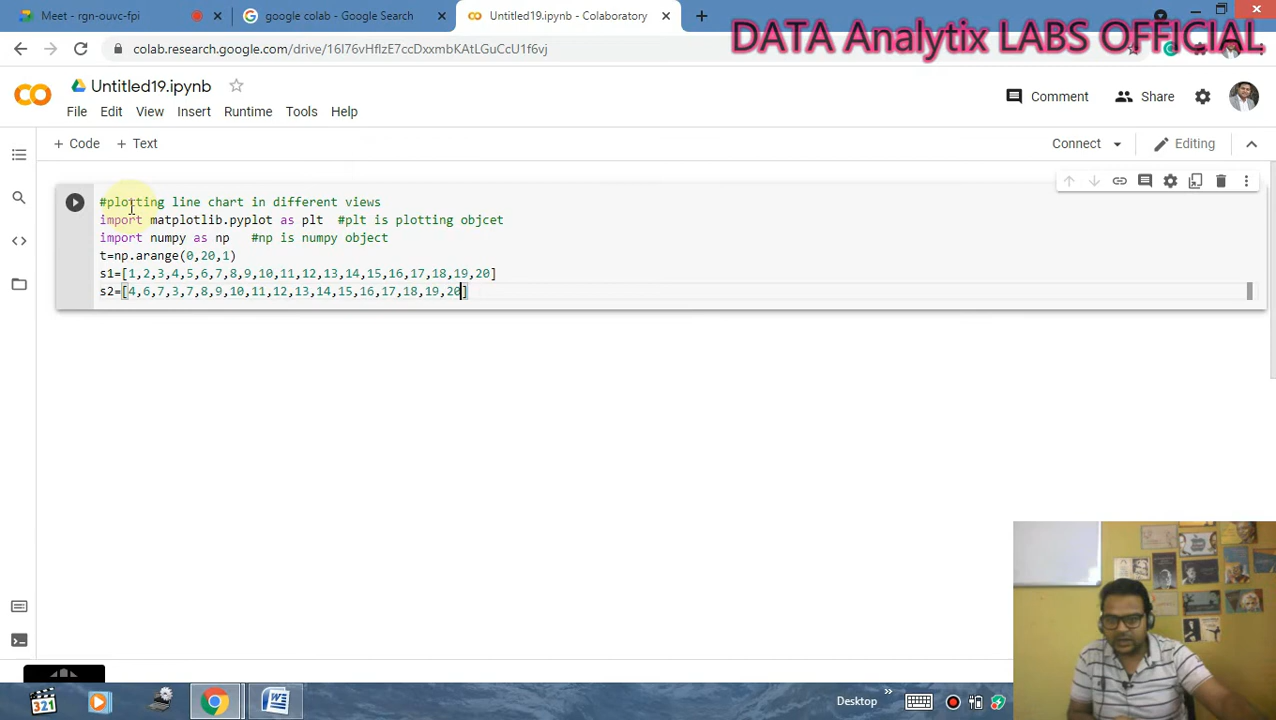 Meet - rgn-ouvc-fpi
google colab - Google Search
Untitled19.ipynb - Colaboratory
DATA Analytix LABS OFFICIAL
colab.research.google.com/drive/16I76vHflzE7ccDxxmbKAtLGuCcU1f6vj
Untitled19.ipynb
File Edit View Insert Runtime Tools Help
Comment
Share
+ Code + Text
Connect
Editing
#plotting line chart in different views
import matplotlib.pyplot as plt #plt is plotting objcet
import numpy as np #np is numpy object
t=np.arange(0,20,1)
s1=[1,2,3,4,5,6,7,8,9,10,11,12,13,14,15,16,17,18,19,20]
s2=[4,6,7,3,7,8,9,10,11,12,13,14,15,16,17,18,19,20]
321
Desktop